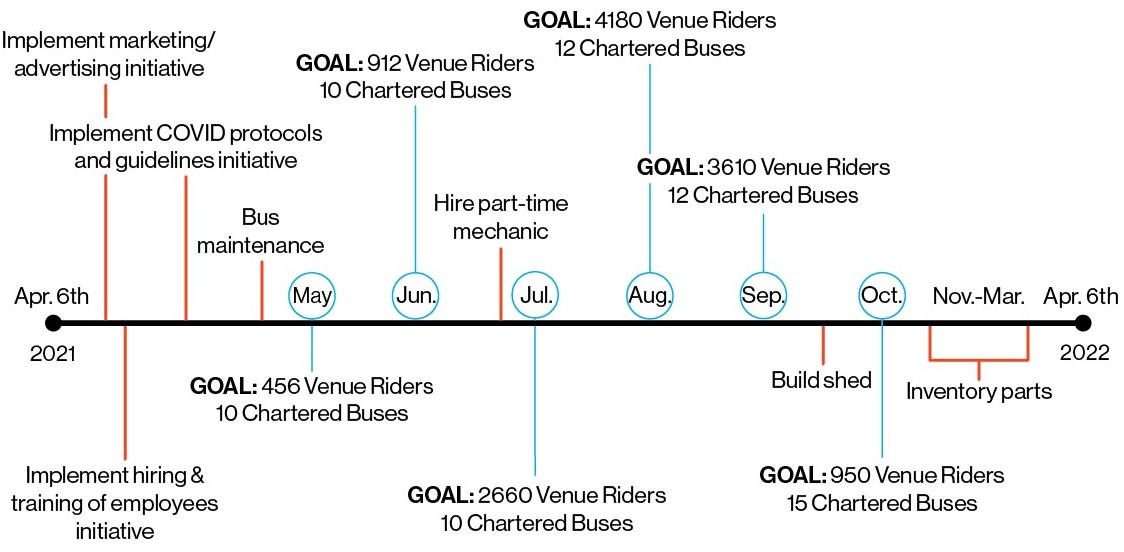 GOAL: 4180 Venue Riders
12 Chartered Buses
Implement marketing/
advertising initiative
GOAL: 912 Venue Riders
10 Chartered Buses
Implement COVID protocols
and guidelines initiative
GOAL: 3610 Venue Riders
12 Chartered Buses
Bus
maintenance
Hire part-time
mechanic
Apr. 6th
May
Jun.
Jul.
Aug.
Sep.
Oct.
Nov.-Mar.
Apr. 6th
2021
2022
GOAL: 456 Venue Riders
10 Chartered Buses
Build shed
Inventory parts
Implement hiring &
training of employees
initiative
GOAL: 2660 Venue Riders
10 Chartered Buses
GOAL: 950 Venue Riders
15 Chartered Buses